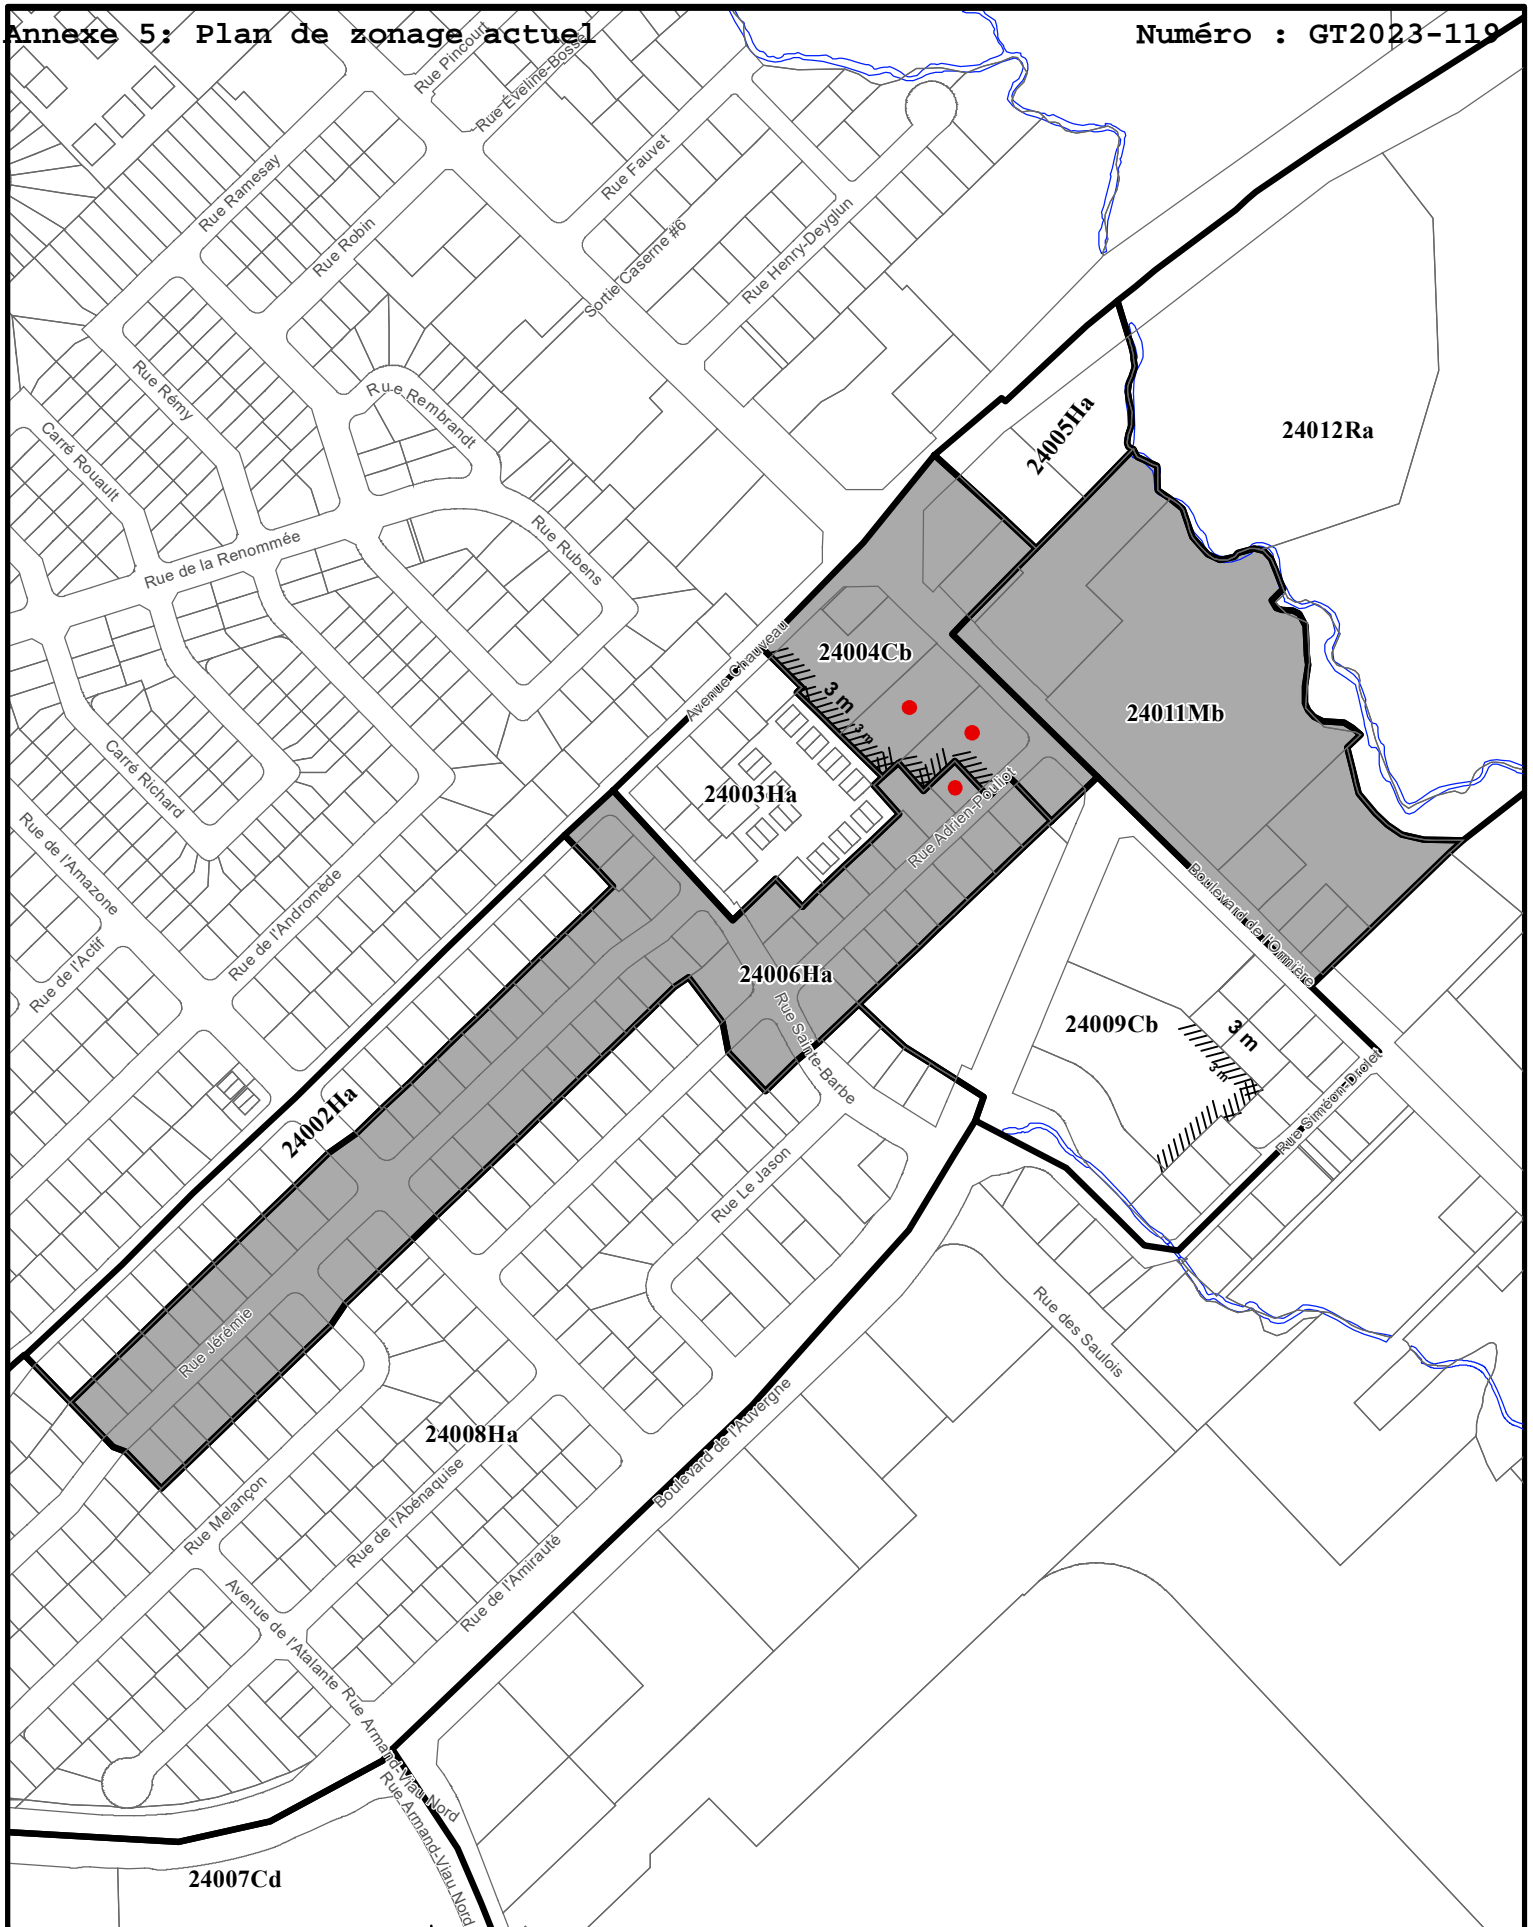 Annexe 5: Plan de zonage actuel
Numéro : GT2023-119
Rue Pincourt
Rue Éveline-Bosse
Rue Fauvet
Rue Ramesay
Rue Robin
Sortie Caserne #6
Rue Henry-Deyglun
Rue Rémy
Rue Rembrandt
Carré Rouault
24005Ha
24012Ra
Rue de la Renommée
Rue Rubens
Avenue Chauveau
24004Cb
3 m
3 m
24011Mb
Carré Richard
24003Ha
Rue Adrien-Pouliot
Rue de l'Amazone
Rue de l'Andromède
Rue de l'Actif
Boulevard de l'Ormière
24006Ha
Rue Sainte-Barbe
24009Cb
3 m
3 m
Rue Siméon-Drolet
24002Ha
Rue Le Jason
Rue Jérémie
Rue des Saulois
24008Ha
Boulevard de l'Auvergne
Rue Melançon
Rue de l'Abénaquise
Rue de l'Amirauté
Avenue de l'Atalante
Rue Armand-Viau Nord
Rue Armand-Viau Nord
24007Cd